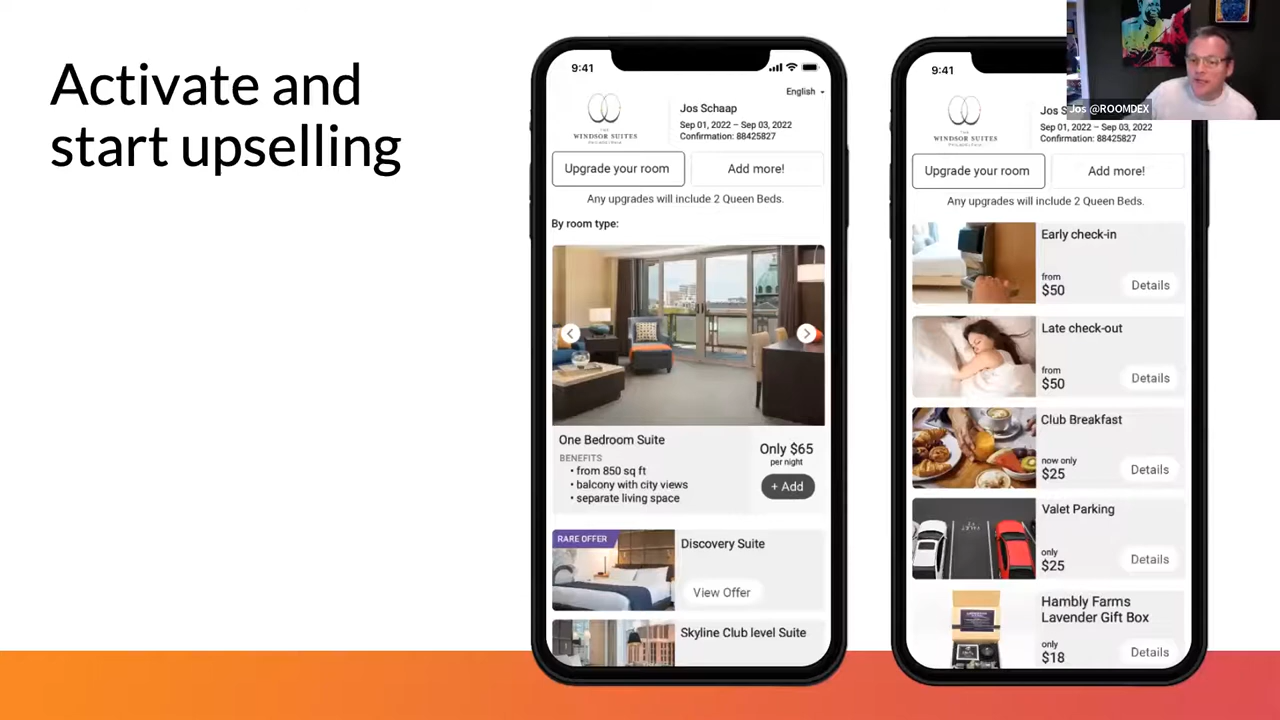 Activate and
start upselling
9:41
English
THE
WINDSOR SUITES
PHILADELPHIA
Jos Schaap
Sep 01, 2022 – Sep 03, 2022
Confirmation: 88425827
Upgrade your room
Add more!
Any upgrades will include 2 Queen Beds.
By room type:
One Bedroom Suite
BENEFITS
• from 850 sq ft
• balcony with city views
• separate living space
Only $65
per night
+ Add
RARE OFFER
Discovery Suite
View Offer
Skyline Club level Suite
9:41
THE
WINDSOR SUITES
PHILADELPHIA
Jos
Sep 01, 2022 – Sep 03, 2022
Confirmation: 88425827
Upgrade your room
Add more!
Any upgrades will include 2 Queen Beds.
Early check-in
from
$50
Details
Late check-out
from
$50
Details
Club Breakfast
now only
$25
Details
Valet Parking
only
$25
Details
Hambly Farms
Lavender Gift Box
only
$18
Details
Jos @ROOMDEX